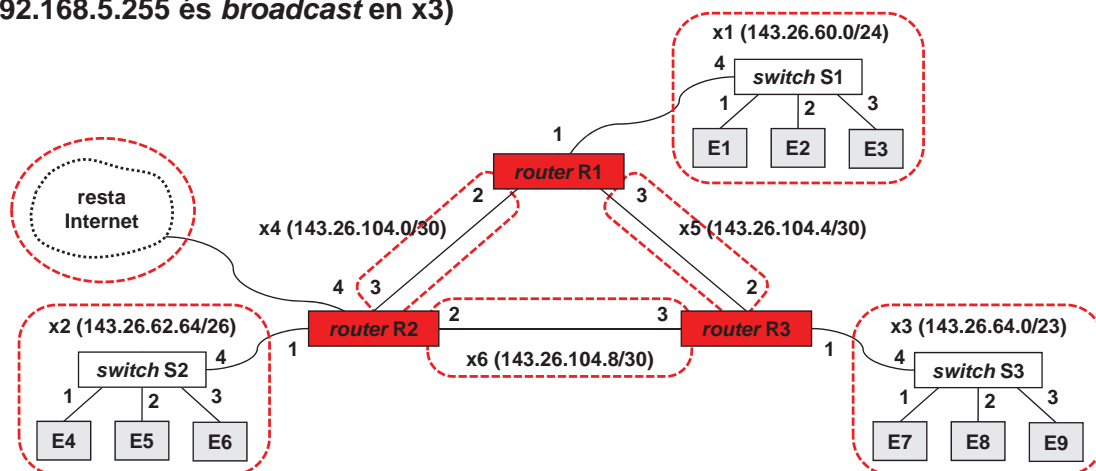 92.168.5.255 és broadcast en x3)
x1 (143.26.60.0/24)
4
switch S1
1
2
3
E1
E2
E3
1
router R1
2
3
resta
Internet
x4 (143.26.104.0/30)
x5 (143.26.104.4/30)
4
3
2
x2 (143.26.62.64/26)
router R2
2
3
router R3
x3 (143.26.64.0/23)
1
x6 (143.26.104.8/30)
1
4
switch S2
1
2
3
E4
E5
E6
4
switch S3
1
2
3
E7
E8
E9